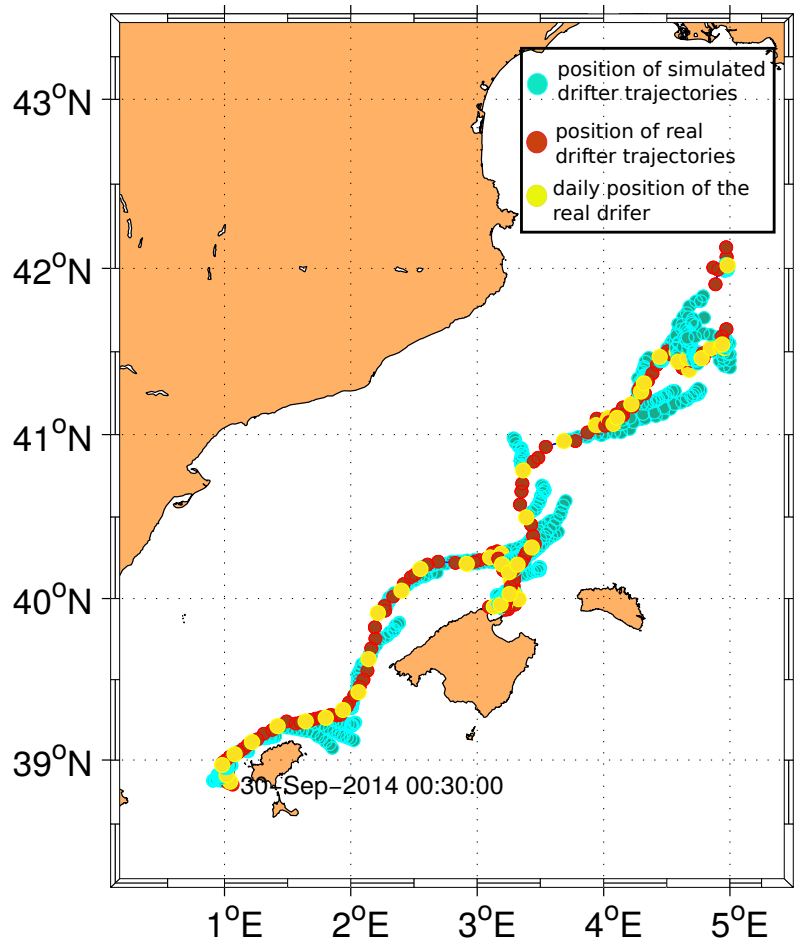 position of simulated
drifter trajectories
position of real
drifter trajectories
daily position of the
real drifer
43°N
42°N
41°N
40°N
39°N
30-Sep-2014 00:30:00
1°E
2°E
3°E
4°E
5°E